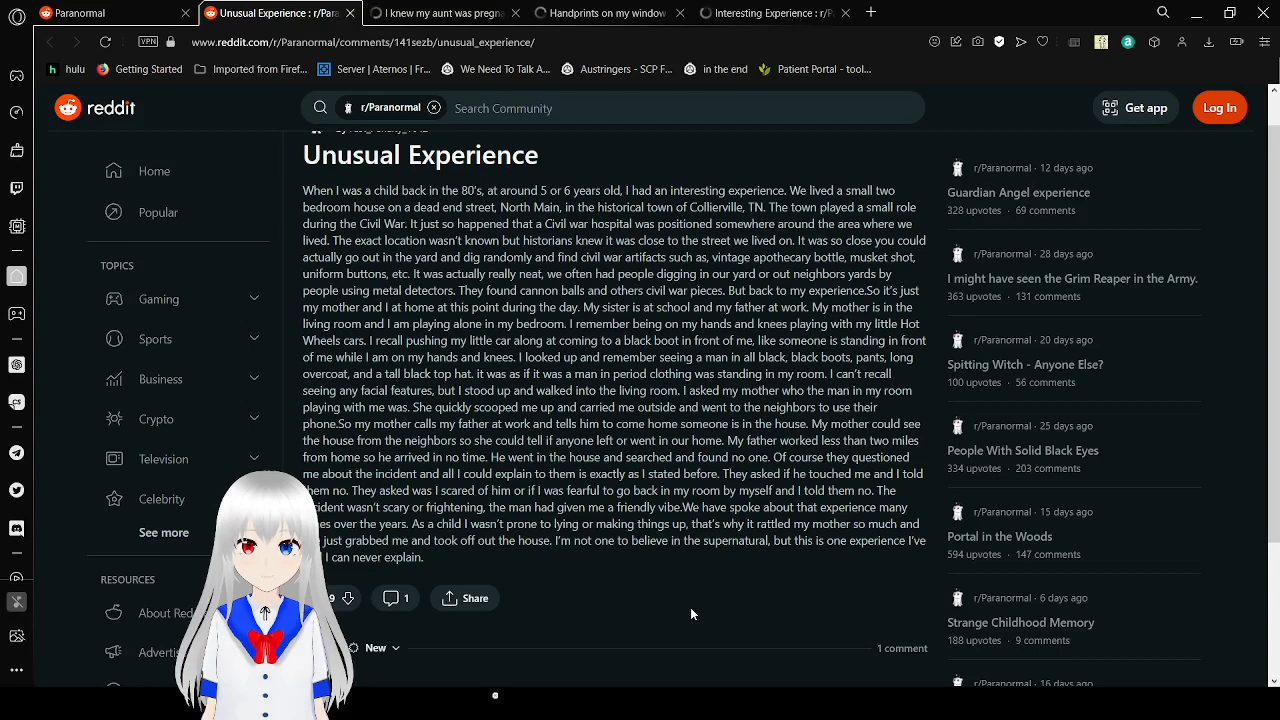 Paranormal
Unusual Experience : r/Para
I knew my aunt was pregn
Handprints on my window
Interesting Experience : r/P
VPN www.reddit.com/r/Paranormal/comments/141sezb/unusual_experience/
hulu Getting Started Imported from Firef... Server | Aternos | Fr... We Need To Talk A... Austringers - SCP F... in the end Patient Portal - tool...
reddit r/Paranormal Search Community Get app Log In
Home
Popular
TOPICS
Gaming
Sports
Business
Crypto
Television
Celebrity
See more
RESOURCES
About Red
Advertis
Unusual Experience
When I was a child back in the 80's, at around 5 or 6 years old, I had an interesting experience. We lived a small two
bedroom house on a dead end street, North Main, in the historical town of Collierville, TN. The town played a small role
during the Civil War. It just so happened that a Civil war hospital was positioned somewhere around the area where we
lived. The exact location wasn't known but historians knew it was close to the street we lived on. It was so close you could
actually go out in the yard and dig randomly and find civil war artifacts such as, vintage apothecary bottle, musket shot,
uniform buttons, etc. It was actually really neat, we often had people digging in our yard or out neighbors yards by
people using metal detectors. They found cannon balls and others civil war pieces. But back to my experience.So it's just
my mother and I at home at this point during the day. My sister is at school and my father at work. My mother is in the
living room and I am playing alone in my bedroom. I remember being on my hands and knees playing with my little Hot
Wheels cars. I recall pushing my little car along at coming to a black boot in front of me, like someone is standing in front
of me while I am on my hands and knees. I looked up and remember seeing a man in all black, black boots, pants, long
overcoat, and a tall black top hat. it was as if it was a man in period clothing was standing in my room. I can't recall
seeing any facial features, but I stood up and walked into the living room. I asked my mother who the man in my room
playing with me was. She quickly scooped me up and carried me outside and went to the neighbors to use their
phone.So my mother calls my father at work and tells him to come home someone is in the house. My mother could see
the house from the neighbors so she could tell if anyone left or went in our home. My father worked less than two miles
from home so he arrived in no time. He went in the house and searched and found no one. Of course they questioned
me about the incident and all I could explain to them is exactly as I stated before. They asked if he touched me and I told
them no. They asked was I scared of him or if I was fearful to go back in my room by myself and I told them no. The
cident wasn't scary or frightening, the man had given me a friendly vibe.We have spoke about that experience many
es over the years. As a child I wasn't prone to lying or making things up, that's why it rattled my mother so much and
just grabbed me and took off out the house. I'm not one to believe in the supernatural, but this is one experience I've
I can never explain.
9 1 Share
New 1 comment
r/Paranormal · 12 days ago
Guardian Angel experience
328 upvotes · 69 comments
r/Paranormal · 28 days ago
I might have seen the Grim Reaper in the Army.
363 upvotes · 131 comments
r/Paranormal · 20 days ago
Spitting Witch - Anyone Else?
100 upvotes · 56 comments
r/Paranormal · 25 days ago
People With Solid Black Eyes
334 upvotes · 203 comments
r/Paranormal · 15 days ago
Portal in the Woods
594 upvotes · 147 comments
r/Paranormal · 6 days ago
Strange Childhood Memory
188 upvotes · 9 comments
r/Paranormal · 16 days ago